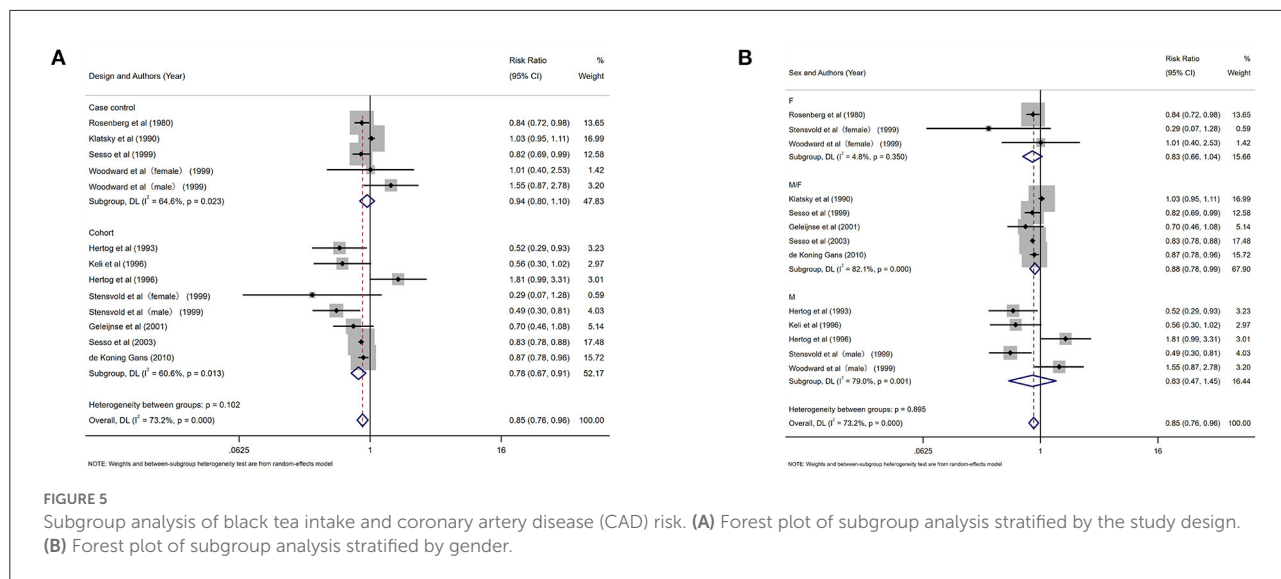 A
Risk Ratio %
Design and Authors (Year) (95% CI) Weight
Case control
Rosenberg et al (1980) 0.84 (0.72, 0.98) 13.65
Klatsky et al (1990) 1.03 (0.95, 1.11) 16.99
Sesso et al (1999) 0.82 (0.69, 0.99) 12.58
Woodward et al（female） (1999) 1.01 (0.40, 2.53) 1.42
Woodward et al（male） (1999) 1.55 (0.87, 2.78) 3.20
Subgroup, DL (I² = 64.6%, p = 0.023) 0.94 (0.80, 1.10) 47.83
Cohort
Hertog et al (1993) 0.52 (0.29, 0.93) 3.23
Keli et al (1996) 0.56 (0.30, 1.02) 2.97
Hertog et al (1996) 1.81 (0.99, 3.31) 3.01
Stensvold et al（female） (1999) 0.29 (0.07, 1.28) 0.59
Stensvold et al（male） (1999) 0.49 (0.30, 0.81) 4.03
Geleijnse et al (2001) 0.70 (0.46, 1.08) 5.14
Sesso et al (2003) 0.83 (0.78, 0.88) 17.48
de Koning Gans (2010) 0.87 (0.78, 0.96) 15.72
Subgroup, DL (I² = 60.6%, p = 0.013) 0.78 (0.67, 0.91) 52.17
Heterogeneity between groups: p = 0.102
Overall, DL (I² = 73.2%, p = 0.000) 0.85 (0.76, 0.96) 100.00
.0625 1 16
NOTE: Weights and between-subgroup heterogeneity test are from random-effects model
B
Risk Ratio %
Sex and Authors (Year) (95% CI) Weight
F
Rosenberg et al (1980) 0.84 (0.72, 0.98) 13.65
Stensvold et al (female) (1999) 0.29 (0.07, 1.28) 0.59
Woodward et al (female) (1999) 1.01 (0.40, 2.53) 1.42
Subgroup, DL (I² = 4.8%, p = 0.350) 0.83 (0.66, 1.04) 15.66
M/F
Klatsky et al (1990) 1.03 (0.95, 1.11) 16.99
Sesso et al (1999) 0.82 (0.69, 0.99) 12.58
Geleijnse et al (2001) 0.70 (0.46, 1.08) 5.14
Sesso et al (2003) 0.83 (0.78, 0.88) 17.48
de Koning Gans (2010) 0.87 (0.78, 0.96) 15.72
Subgroup, DL (I² = 82.1%, p = 0.000) 0.88 (0.78, 0.99) 67.90
M
Hertog et al (1993) 0.52 (0.29, 0.93) 3.23
Keli et al (1996) 0.56 (0.30, 1.02) 2.97
Hertog et al (1996) 1.81 (0.99, 3.31) 3.01
Stensvold et al (male) (1999) 0.49 (0.30, 0.81) 4.03
Woodward et al（male）(1999) 1.55 (0.87, 2.78) 3.20
Subgroup, DL (I² = 79.0%, p = 0.001) 0.83 (0.47, 1.45) 16.44
Heterogeneity between groups: p = 0.895
Overall, DL (I² = 73.2%, p = 0.000) 0.85 (0.76, 0.96) 100.00
.0625 1 16
NOTE: Weights and between-subgroup heterogeneity test are from random-effects model
FIGURE 5
Subgroup analysis of black tea intake and coronary artery disease (CAD) risk. (A) Forest plot of subgroup analysis stratified by the study design.
(B) Forest plot of subgroup analysis stratified by gender.